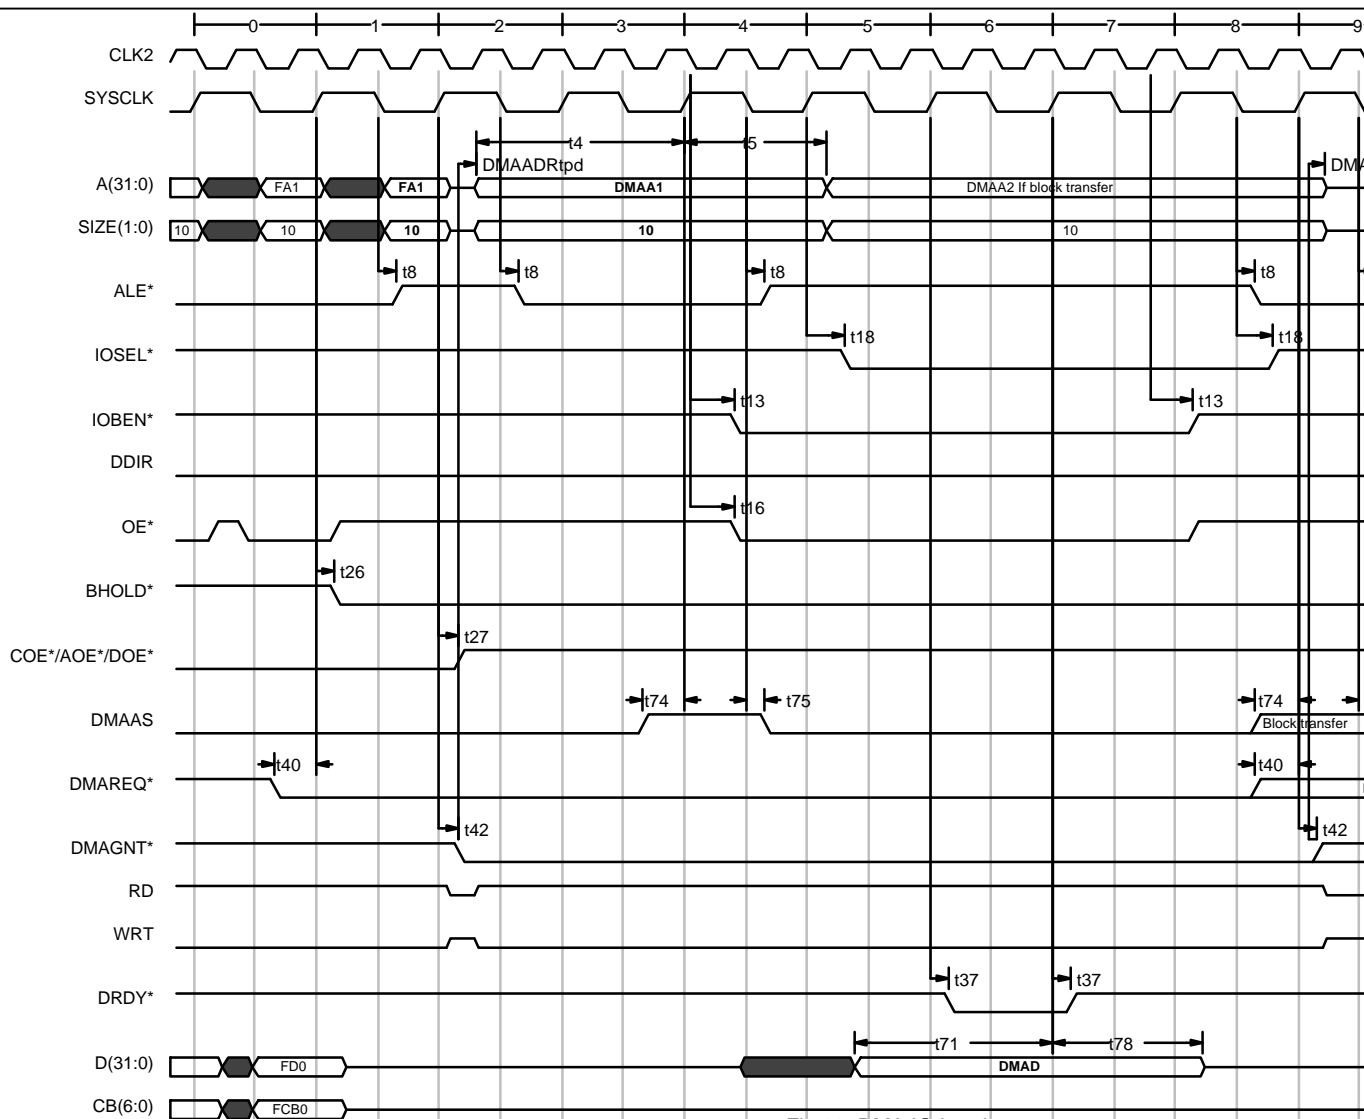 0 1 2 3 4 5 6 7 8 9
CLK2
SYSCLK
t4 t5
DMAADRtpd
A(31:0) FA1 FA1 DMAA1 DMAA2 If block transfer
SIZE(1:0) 10 10 10 10 10
t8 t8 t8 t8
ALE*
t18 t18
IOSEL*
t13 t13
IOBEN*
DDIR
t16
OE*
t26
BHOLD*
t27
COE*/AOE*/DOE*
t74 t75 t74
DMAAS Block transfer
t40 t40
DMAREQ*
t42 t42
DMAGNT*
RD
WRT
t37 t37
DRDY*
t71 t78
D(31:0) FD0 DMAD
CB(6:0) FCB0